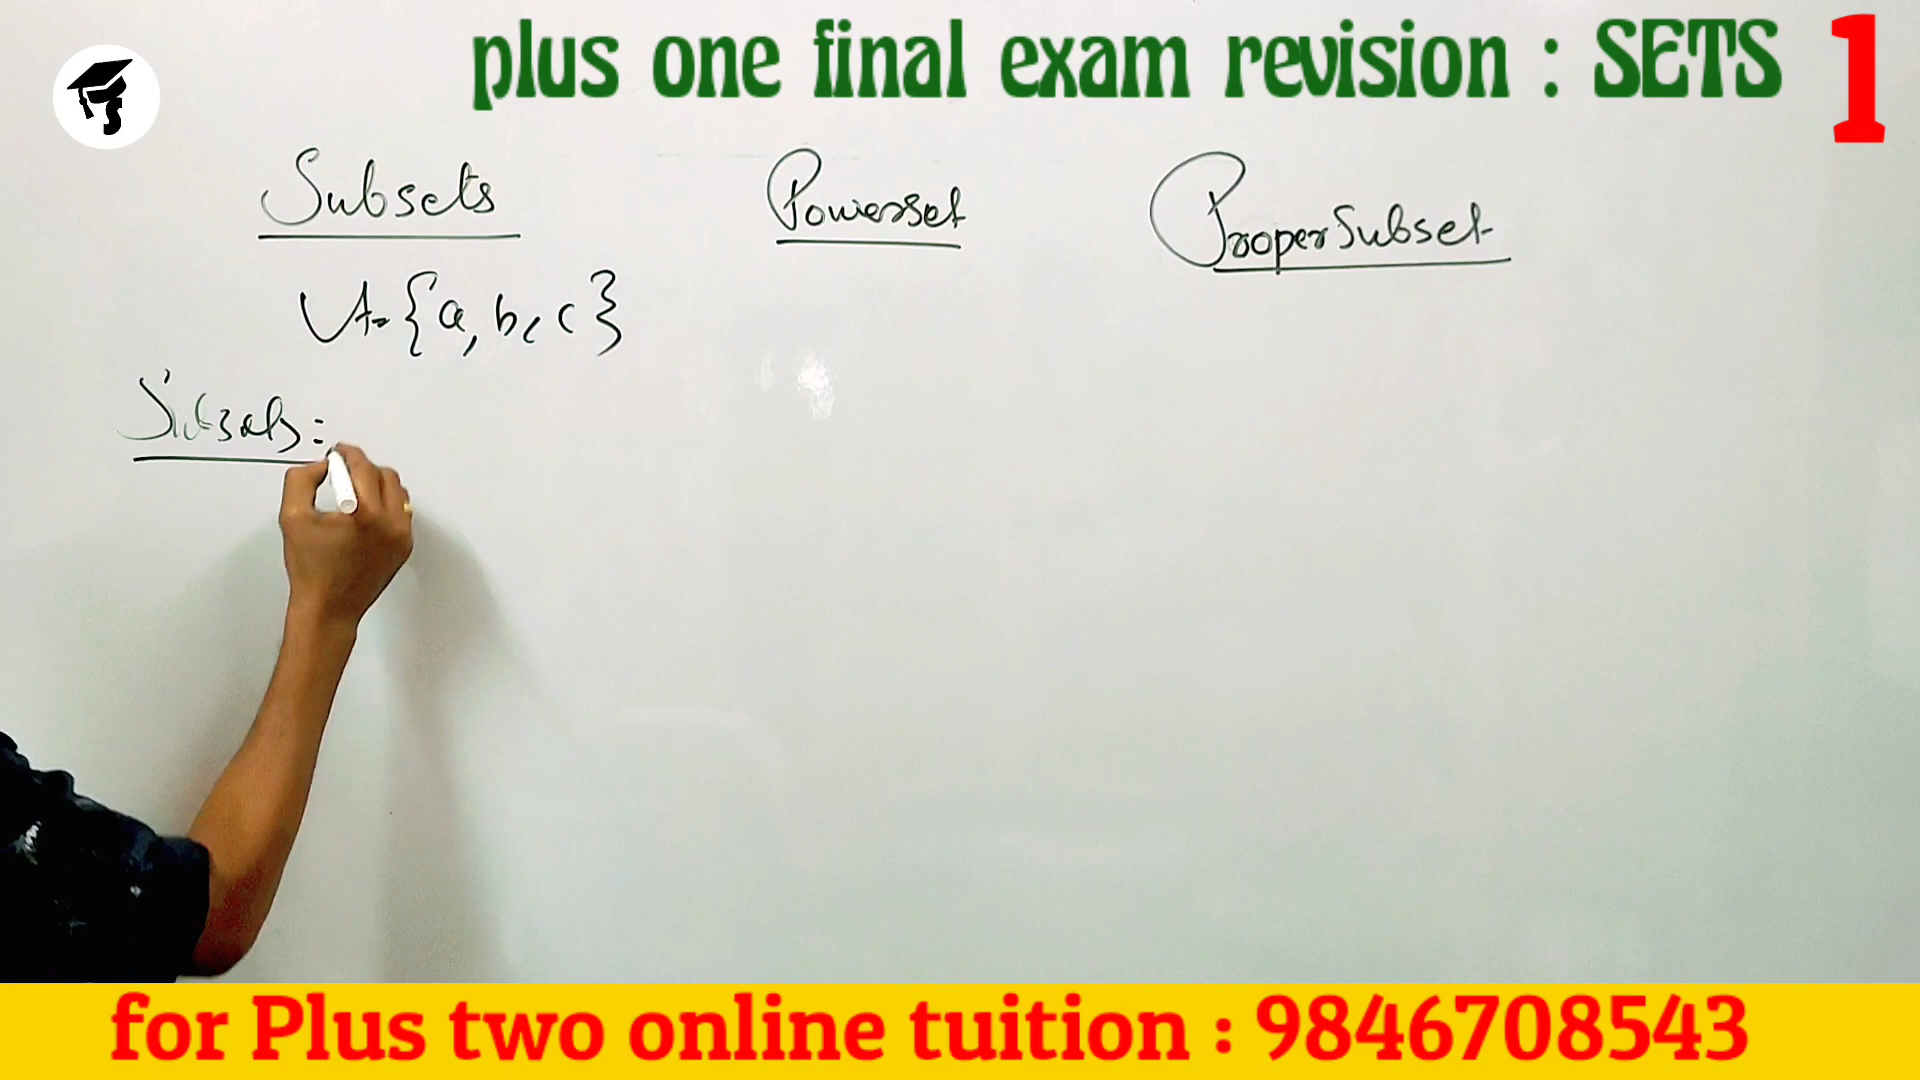 plus one final exam revision : SETS 1
Subsets
Powerset
Proper Subset
A = {a, b, c}
Subsets :
for Plus two online tuition : 9846708543